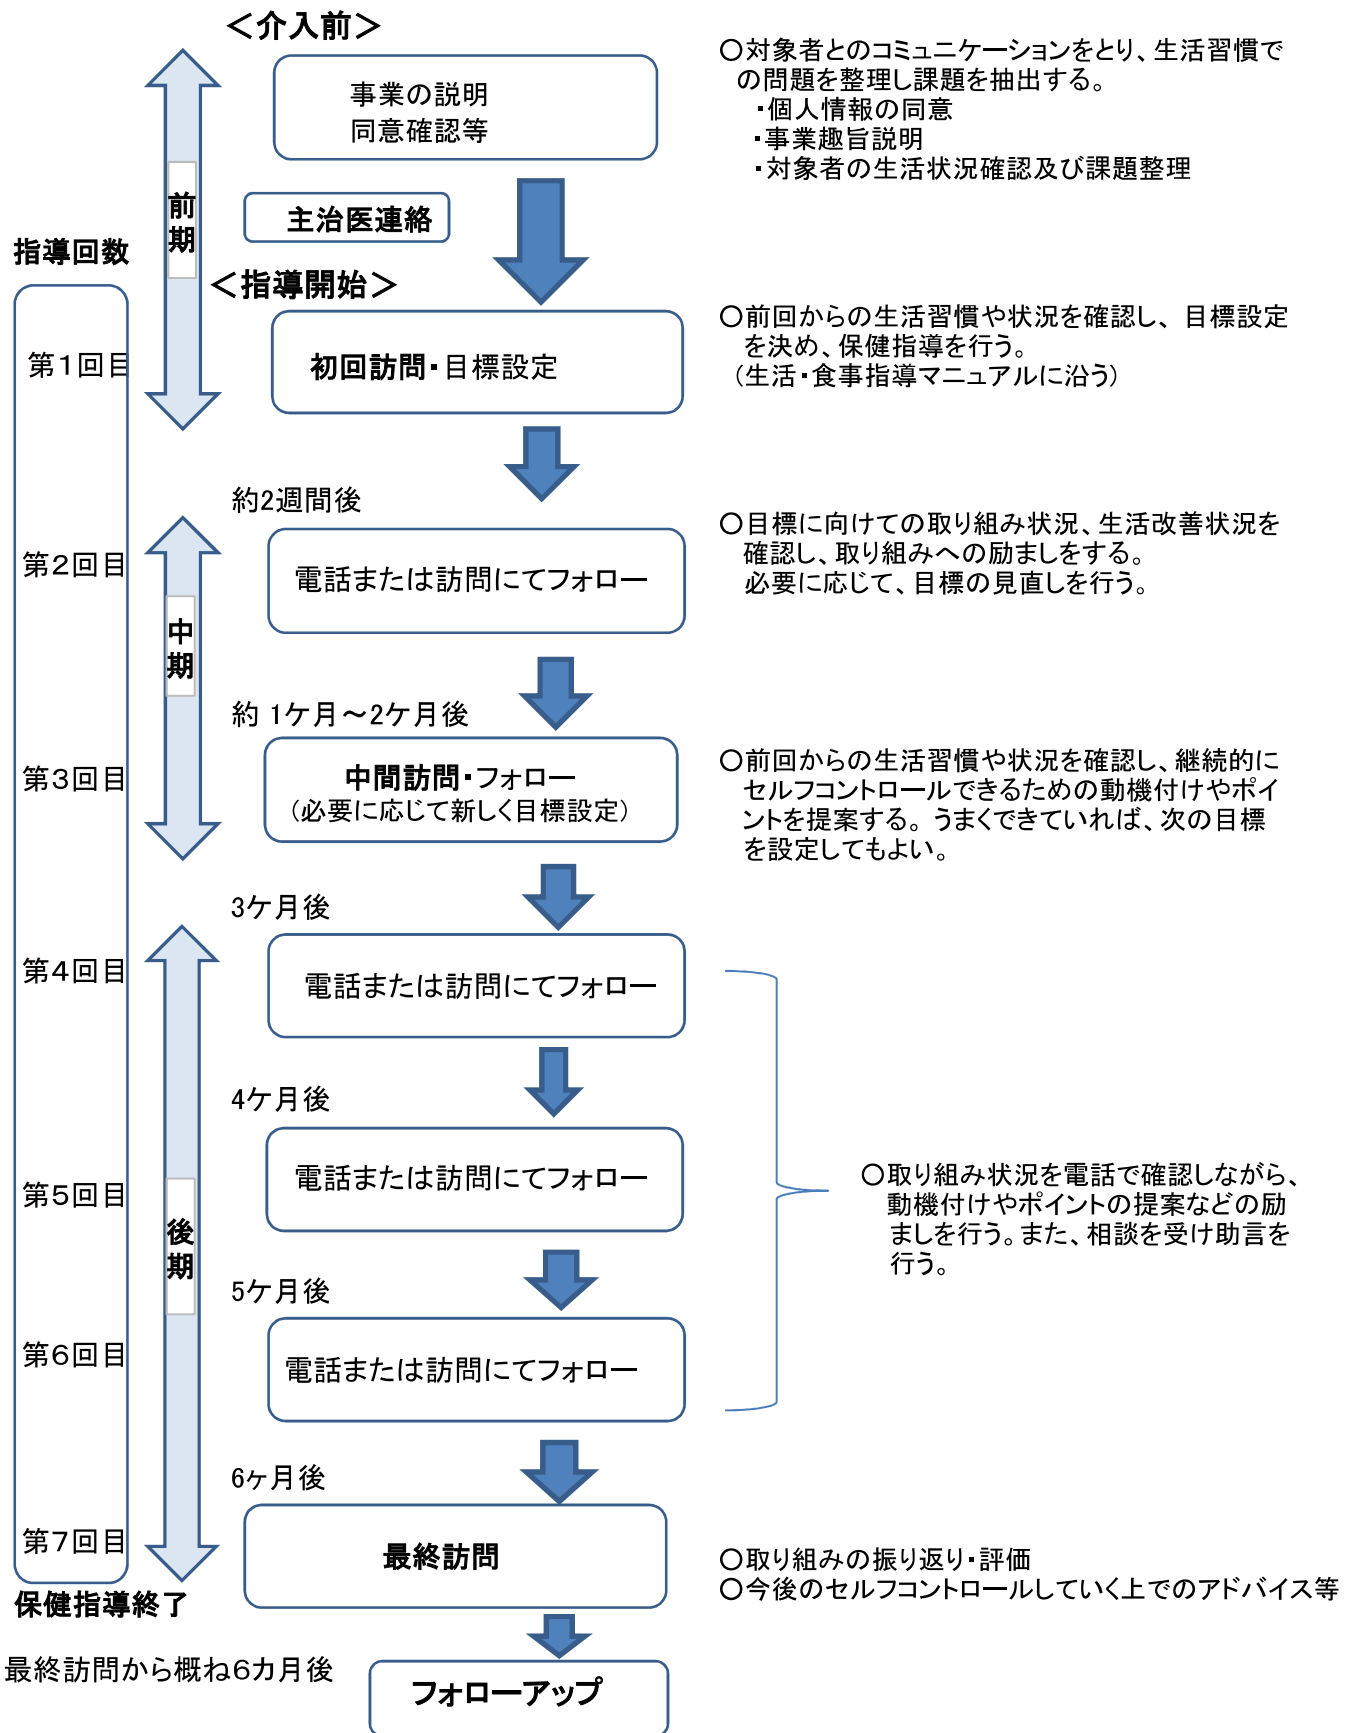 ＜介入前＞
事業の説明
同意確認等
○対象者とのコミュニケーションをとり、生活習慣で
の問題を整理し課題を抽出する。
・個人情報の同意
・事業趣旨説明
・対象者の生活状況確認及び課題整理
前期
主治医連絡
指導回数
＜指導開始＞
第１回目
初回訪問・目標設定
○前回からの生活習慣や状況を確認し、目標設定
を決め、保健指導を行う。
(生活・食事指導マニュアルに沿う)
約2週間後
第２回目
電話または訪問にてフォロー
○目標に向けての取り組み状況、生活改善状況を
確認し、取り組みへの励ましをする。
必要に応じて、目標の見直しを行う。
中期
約 1ケ月～2ケ月後
第３回目
中間訪問・フォロー
(必要に応じて新しく目標設定)
○前回からの生活習慣や状況を確認し、継続的に
セルフコントロールできるための動機付けやポイ
ントを提案する。うまくできていれば、次の目標
を設定してもよい。
3ケ月後
第４回目
電話または訪問にてフォロー
4ケ月後
第５回目
電話または訪問にてフォロー
○取り組み状況を電話で確認しながら、
動機付けやポイントの提案などの励
ましを行う。また、相談を受け助言を
行う。
後期
5ケ月後
第６回目
電話または訪問にてフォロー
6ヶ月後
第７回目
最終訪問
○取り組みの振り返り・評価
○今後のセルフコントロールしていく上でのアドバイス等
保健指導終了
最終訪問から概ね６カ月後
フォローアップ